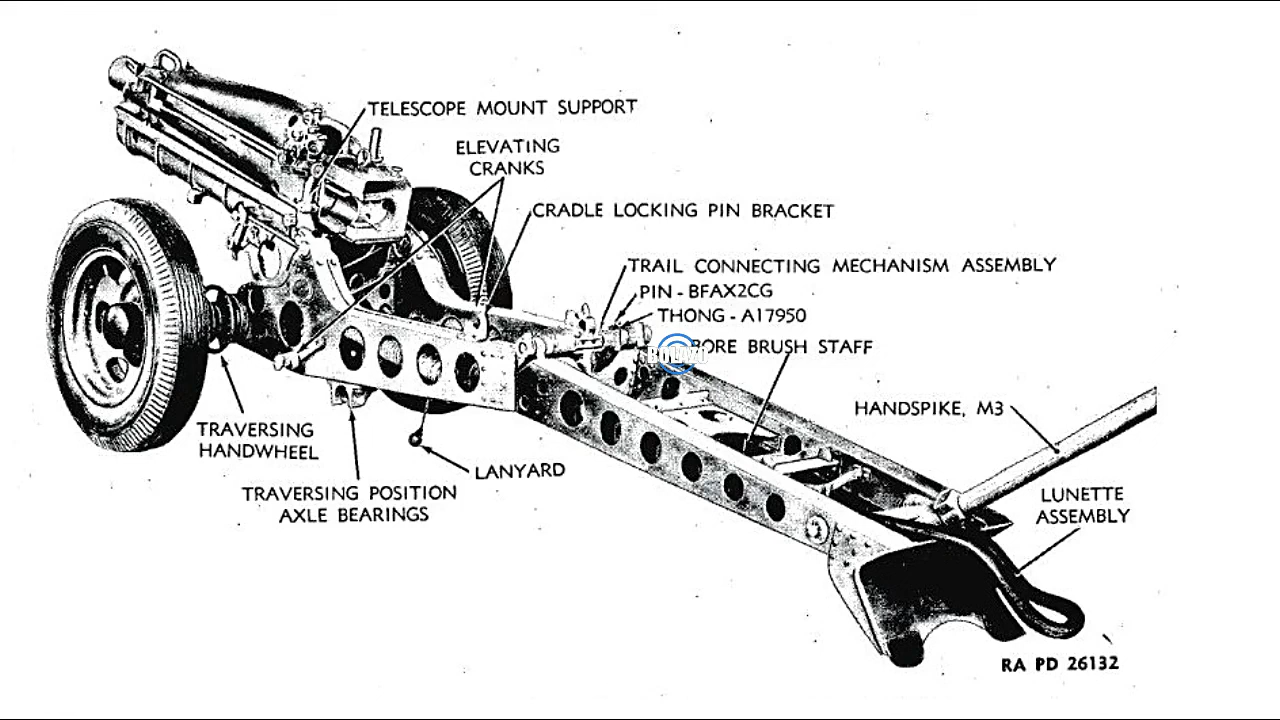 TELESCOPE MOUNT SUPPORT
ELEVATING
CRANKS
CRADLE LOCKING PIN BRACKET
TRAIL CONNECTING MECHANISM ASSEMBLY
PIN - BFAX2CG
THONG - A17950
BORE BRUSH STAFF
HANDSPIKE, M3
TRAVERSING
HANDWHEEL
LANYARD
TRAVERSING POSITION
AXLE BEARINGS
LUNETTE
ASSEMBLY
RA PD 26132